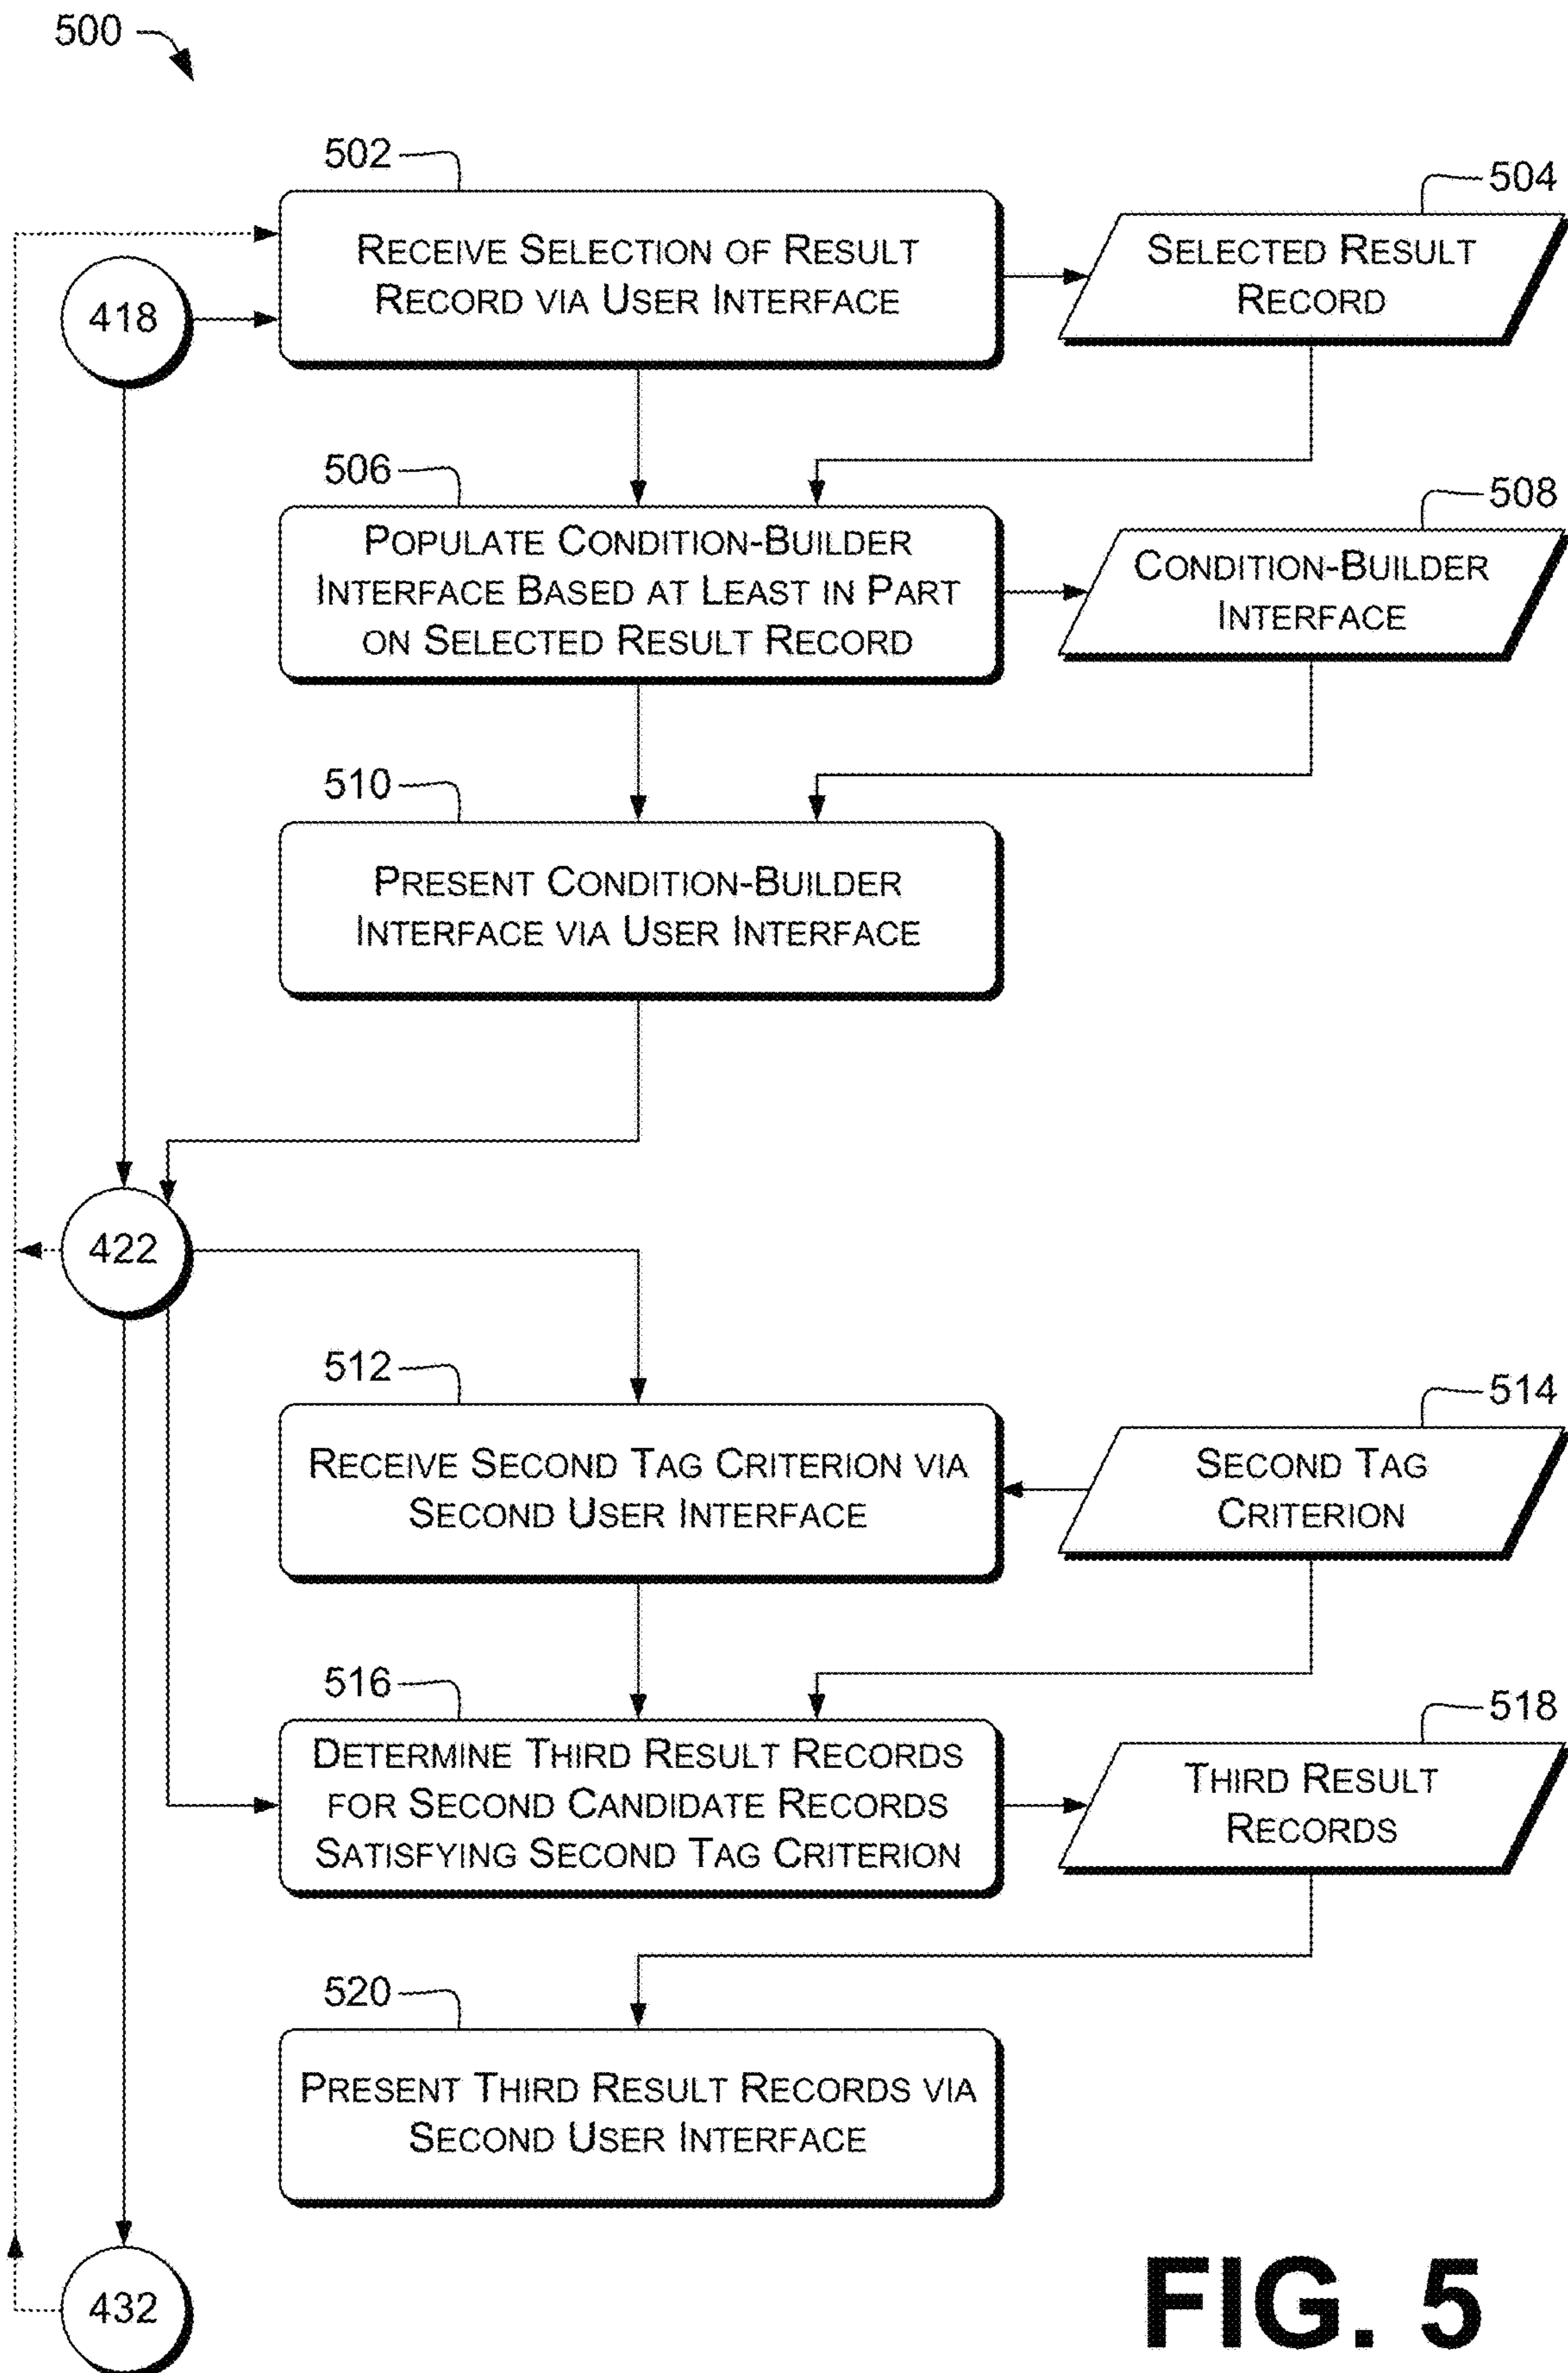 500
502
504
RECEIVE SELECTION OF RESULT
RECORD VIA USER INTERFACE
SELECTED RESULT
RECORD
418
506
508
POPULATE CONDITION-BUILDER
INTERFACE BASED AT LEAST IN PART
ON SELECTED RESULT RECORD
CONDITION-BUILDER
INTERFACE
510
PRESENT CONDITION-BUILDER
INTERFACE VIA USER INTERFACE
422
512
514
RECEIVE SECOND TAG CRITERION VIA
SECOND USER INTERFACE
SECOND TAG
CRITERION
516
518
DETERMINE THIRD RESULT RECORDS
FOR SECOND CANDIDATE RECORDS
SATISFYING SECOND TAG CRITERION
THIRD RESULT
RECORDS
520
PRESENT THIRD RESULT RECORDS VIA
SECOND USER INTERFACE
432
FIG. 5